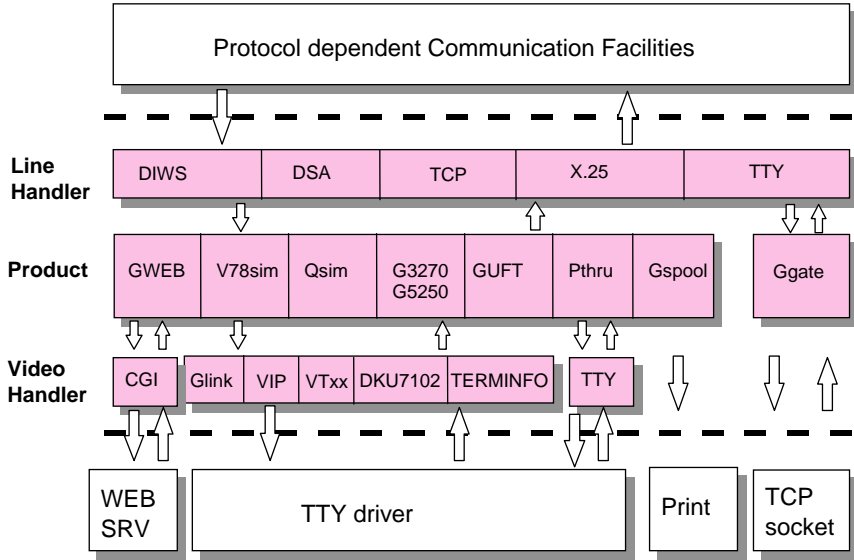 Protocol dependent Communication Facilities
Line
Handler
DIWS
DSA
TCP
X.25
TTY
Product
GWEB
V78sim
Qsim
G3270
G5250
GUFT
Pthru
Gspool
Ggate
Video
Handler
CGI
Glink
VIP
VTxx
DKU7102
TERMINFO
TTY
WEB
SRV
TTY driver
Print
TCP
socket